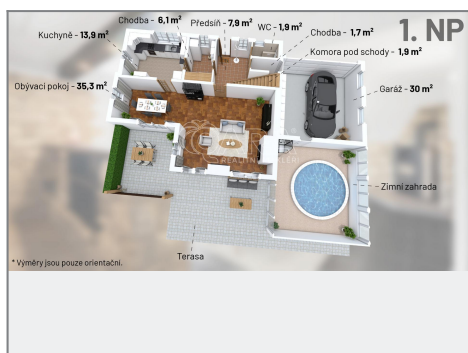 1. NP
Chodba - 6,1 m²
Předsíň - 7,9 m²
WC - 1,9 m²
Chodba - 1,7 m²
Kuchyně - 13,9 m²
Komora pod schody - 1,9 m²
Obývací pokoj - 35,3 m²
Garáž - 30 m²
Zimní zahrada
Terasa
* Výměry jsou pouze orientační.